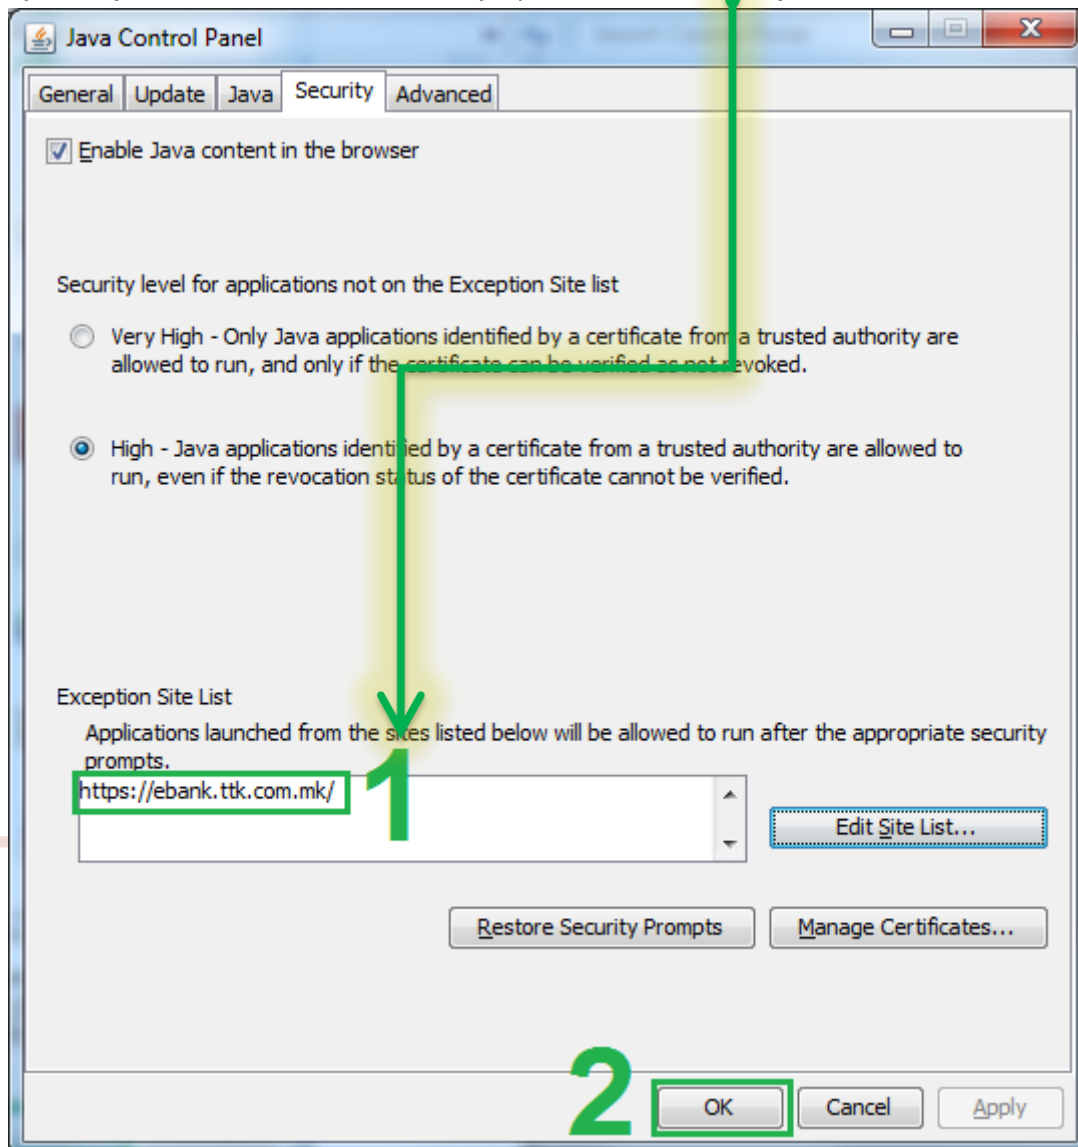 Java Control Panel
General Update Java Security Advanced
Enable Java content in the browser
Security level for applications not on the Exception Site list
Very High - Only Java applications identified by a certificate from a trusted authority are
allowed to run, and only if the certificate can be verified as not revoked.
High - Java applications identified by a certificate from a trusted authority are allowed to
run, even if the revocation status of the certificate cannot be verified.
Exception Site List
Applications launched from the sites listed below will be allowed to run after the appropriate security
prompts.
https://ebank.ttk.com.mk/
1
Edit Site List...
Restore Security Prompts Manage Certificates...
2
OK Cancel Apply